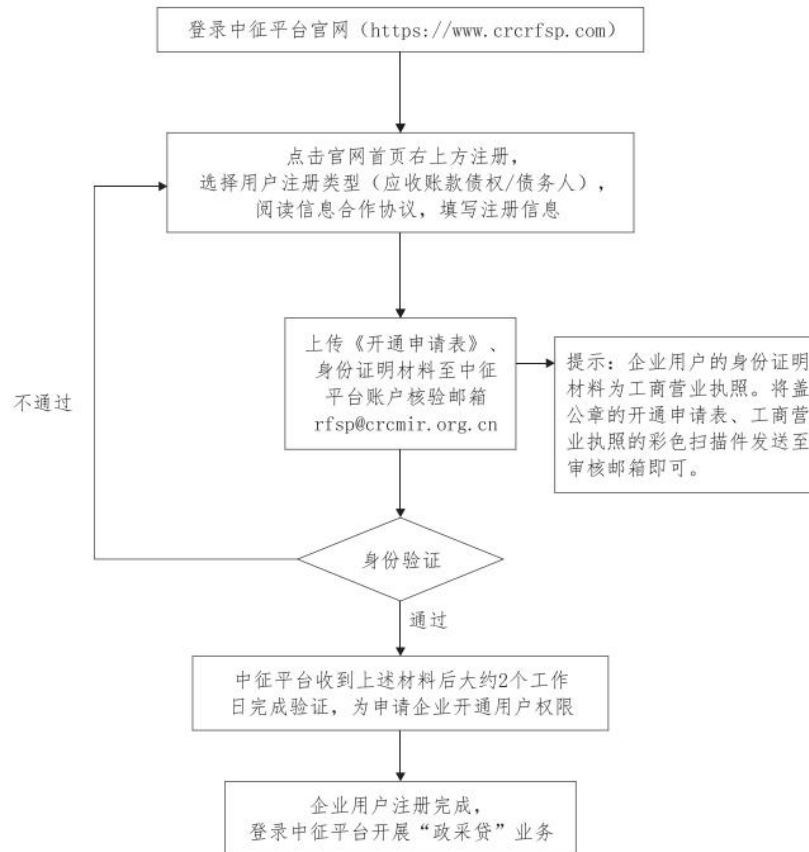 登录中征平台官网（https://www.crcrfsp.com）
点击官网首页右上方注册，
选择用户注册类型（应收账款债权/债务人），
阅读信息合作协议，填写注册信息
上传《开通申请表》、
身份证明材料至中征
平台账户核验邮箱
rfsp@crcmir.org.cn
提示：企业用户的身份证明
材料为工商营业执照。将盖
公章的开通申请表、工商营
业执照的彩色扫描件发送至
审核邮箱即可。
不通过
身份验证
通过
中征平台收到上述材料后大约2个工作
日完成验证，为申请企业开通用户权限
企业用户注册完成，
登录中征平台开展“政采贷”业务